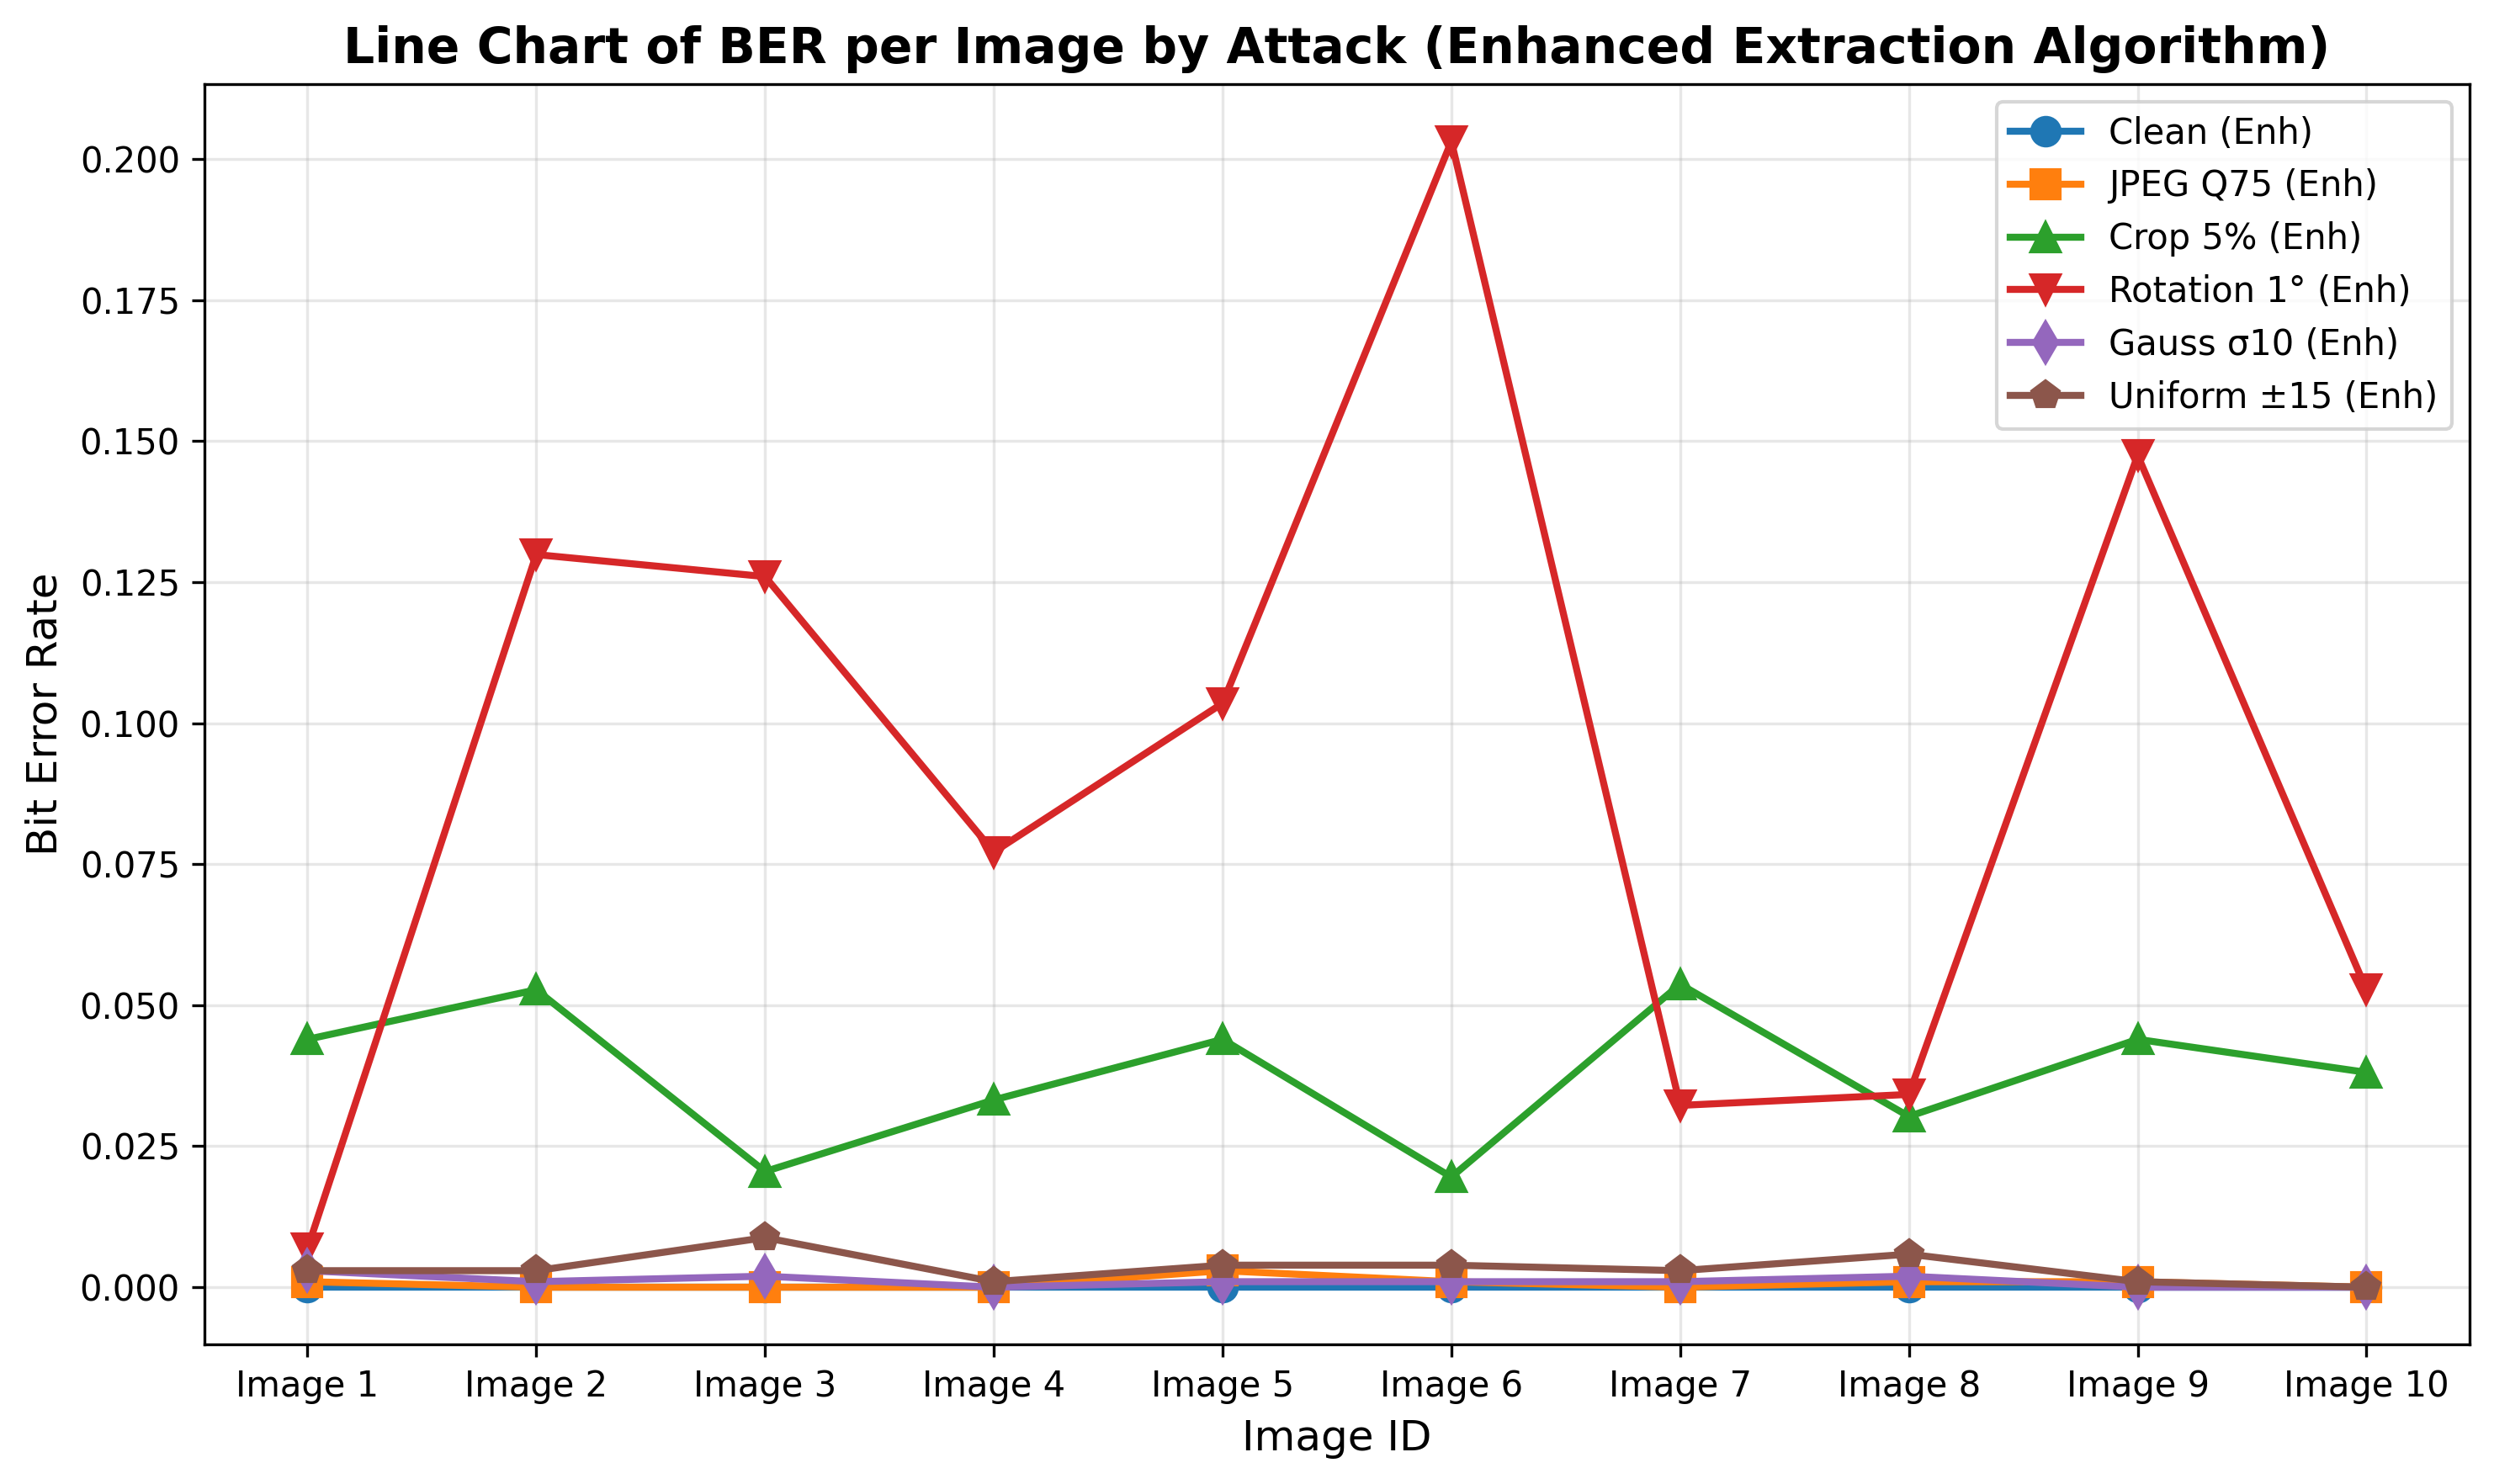 Line Chart of BER per Image by Attack (Enhanced Extraction Algorithm)
Clean (Enh)
JPEG Q75 (Enh)
Crop 5% (Enh)
Rotation 1° (Enh)
Gauss σ10 (Enh)
Uniform ±15 (Enh)
Bit Error Rate
0.200
0.175
0.150
0.125
0.100
0.075
0.050
0.025
0.000
Image 1 Image 2 Image 3 Image 4 Image 5 Image 6 Image 7 Image 8 Image 9 Image 10
Image ID